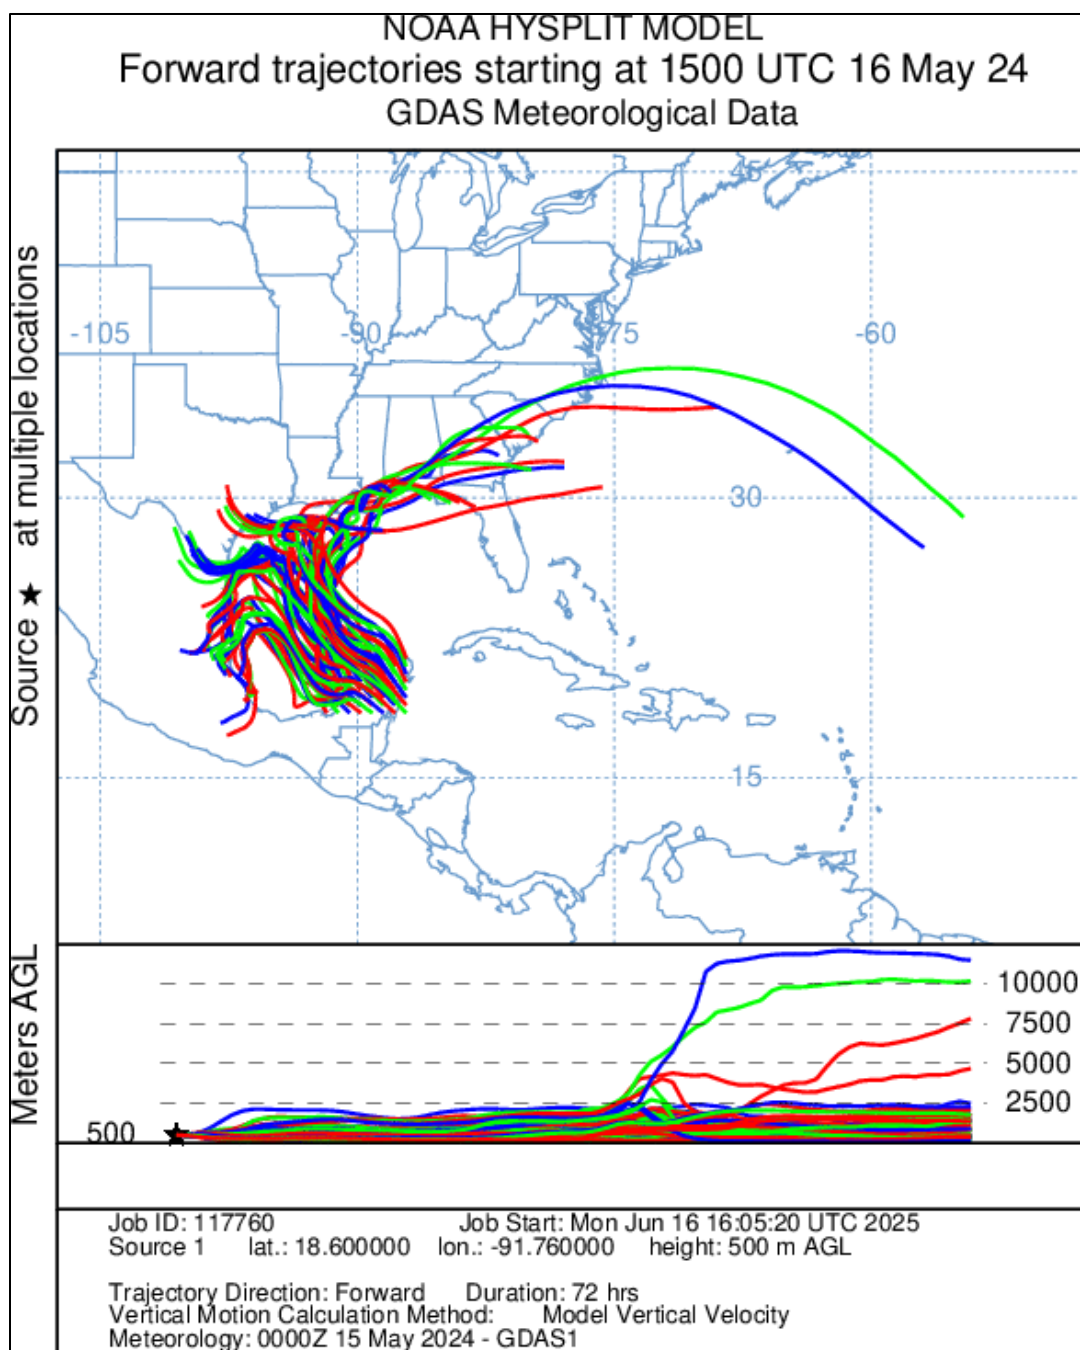 NOAA HYSPLIT MODEL
Forward trajectories starting at 1500 UTC 16 May 24
GDAS Meteorological Data
Source ★ at multiple locations
45
-105 -90 -75 -60
30
15
Meters AGL
10000
7500
5000
2500
500
Job ID: 117760 Job Start: Mon Jun 16 16:05:20 UTC 2025
Source 1 lat.: 18.600000 lon.: -91.760000 height: 500 m AGL
Trajectory Direction: Forward Duration: 72 hrs
Vertical Motion Calculation Method: Model Vertical Velocity
Meteorology: 0000Z 15 May 2024 - GDAS1